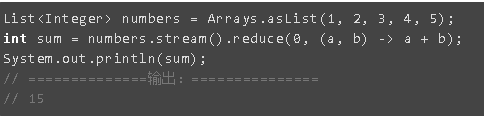 List<Integer> numbers = Arrays.asList(1, 2, 3, 4, 5);
int sum = numbers.stream().reduce(0, (a, b) -> a + b);
System.out.println(sum);
// ==============输出: ===============
// 15